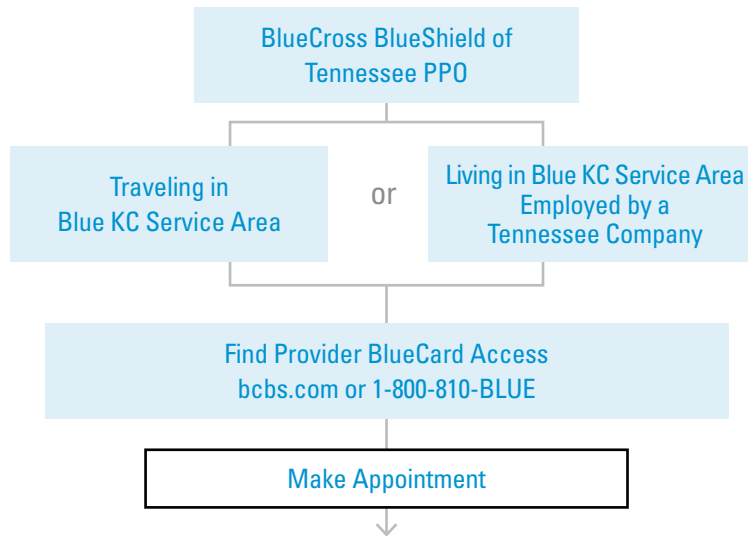 BlueCross BlueShield of
Tennessee PPO
Traveling in
Blue KC Service Area
or
Living in Blue KC Service Area
Employed by a
Tennessee Company
Find Provider BlueCard Access
bcbs.com or 1-800-810-BLUE
Make Appointment